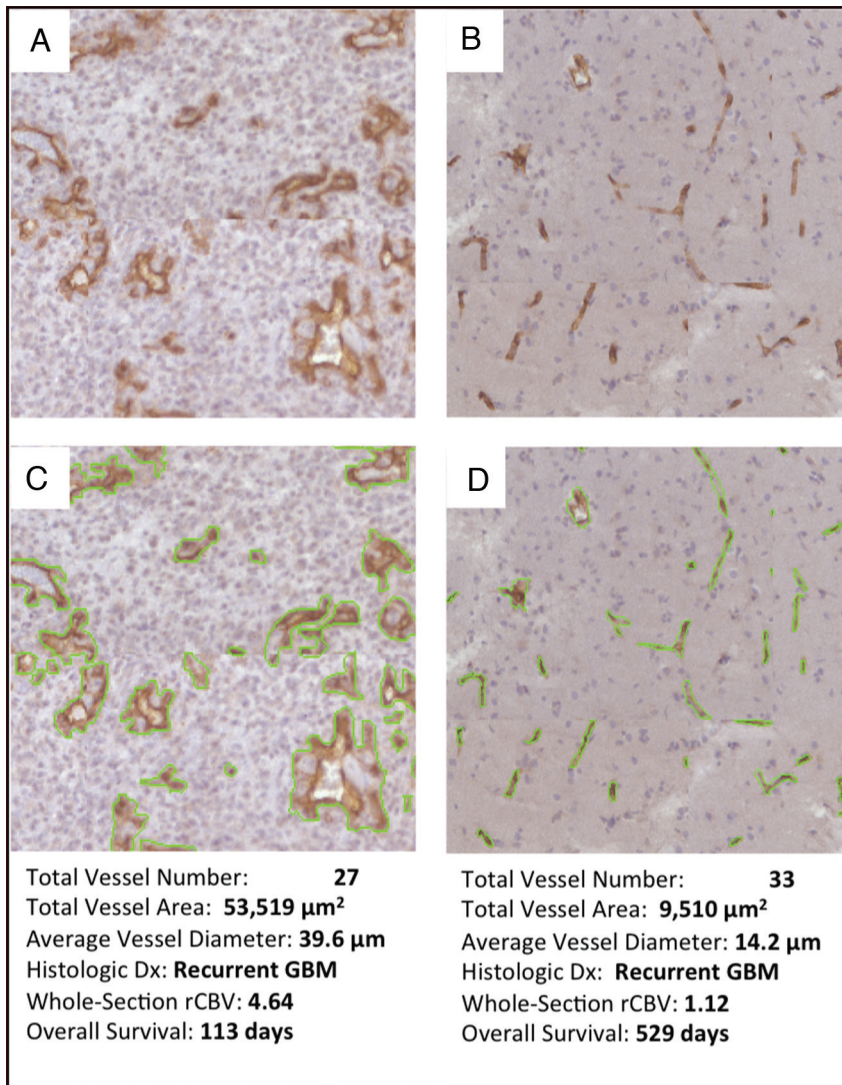 A
B
C
D
Total Vessel Number: 27
Total Vessel Area: 53,519 µm²
Average Vessel Diameter: 39.6 µm
Histologic Dx: Recurrent GBM
Whole-Section rCBV: 4.64
Overall Survival: 113 days
Total Vessel Number: 33
Total Vessel Area: 9,510 µm²
Average Vessel Diameter: 14.2 µm
Histologic Dx: Recurrent GBM
Whole-Section rCBV: 1.12
Overall Survival: 529 days